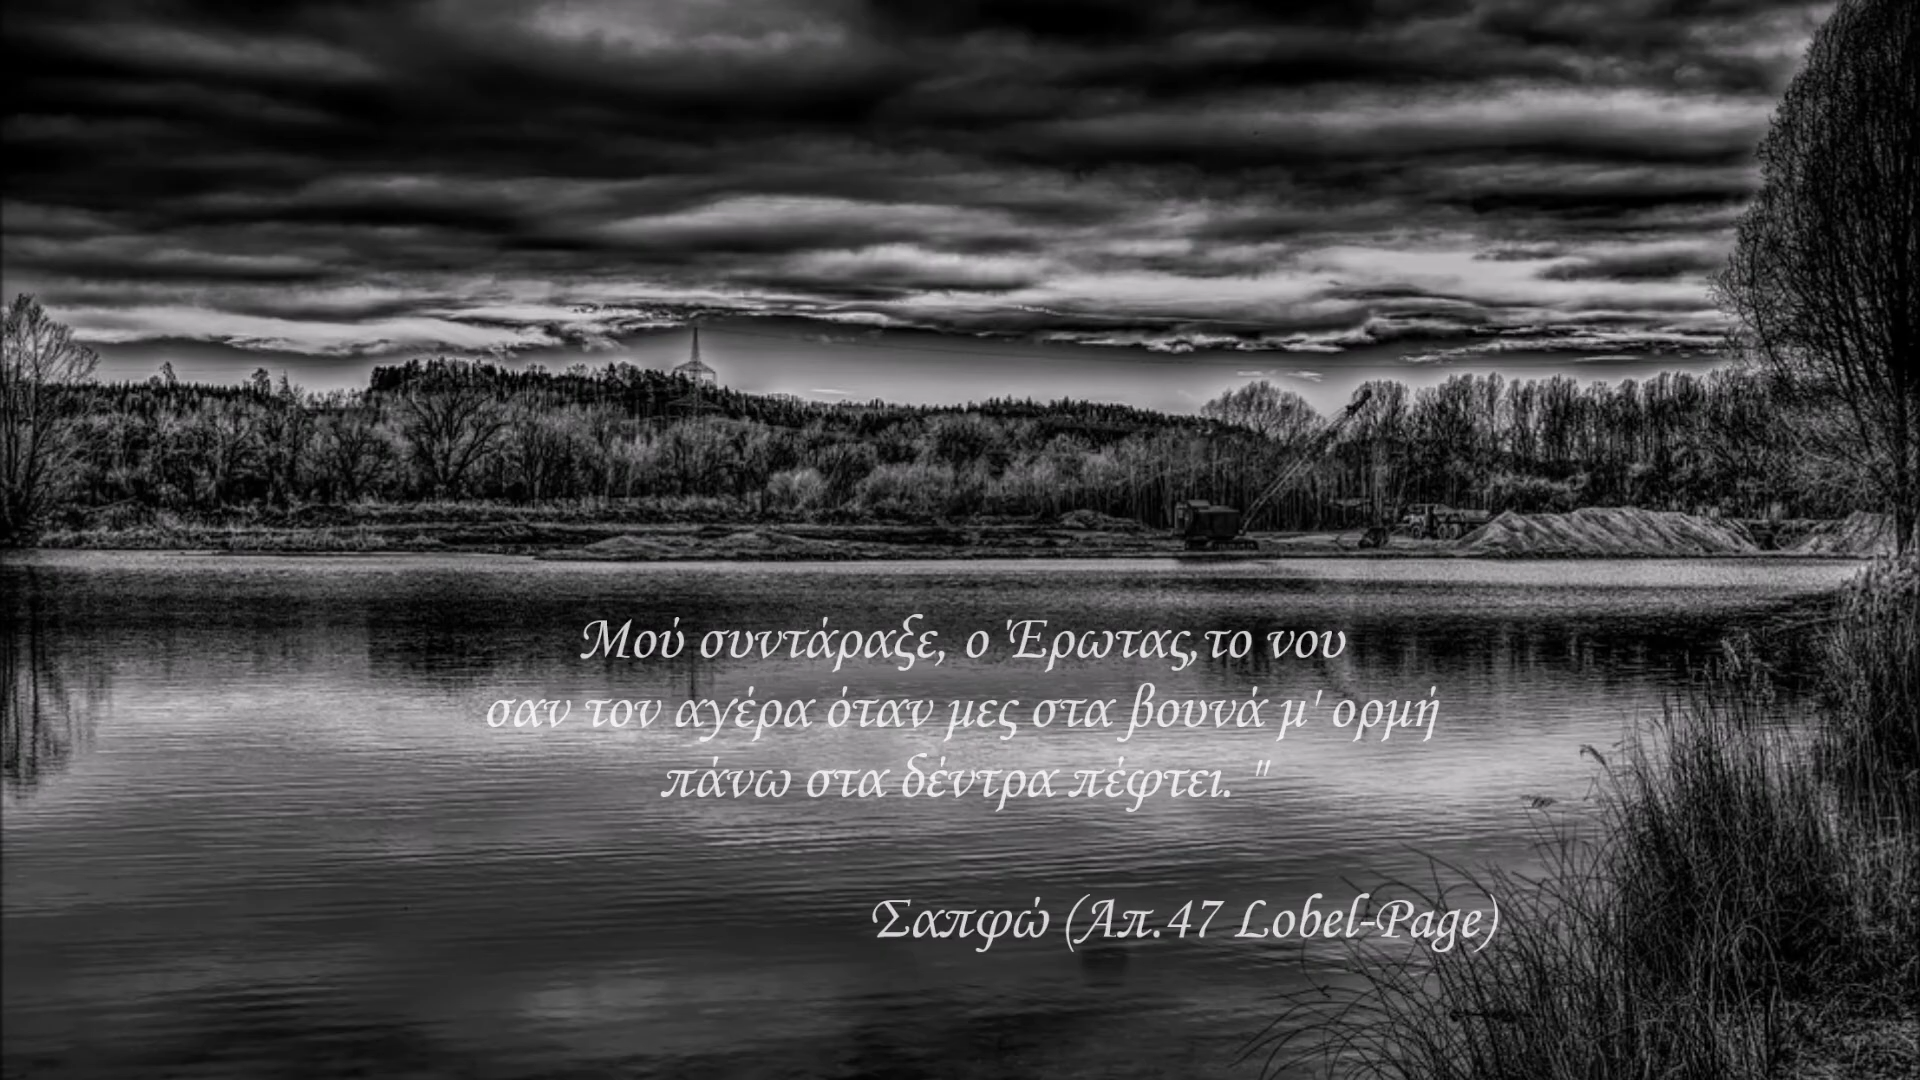 Μού συντάραξε, ο Έρωτας,το νου
σαν τον αγέρα όταν μες στα βουνά μ' ορμή
πάνω στα δέντρα πέφτει. "
Σαπφώ (Απ.47 Lobel-Page)